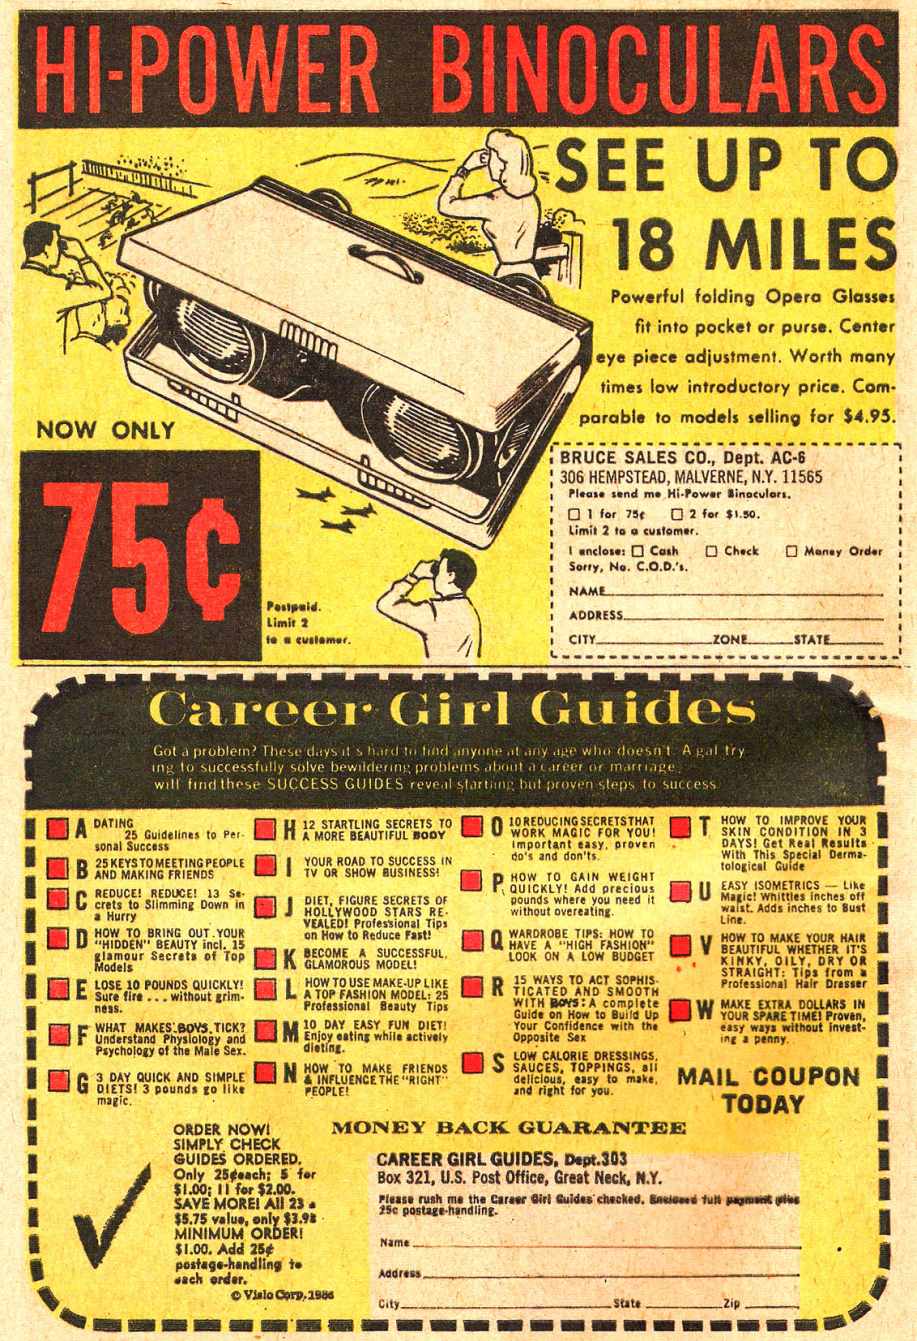 HI-POWER BINOCULARS
SEE UP TO
18 MILES
Powerful folding Opera Glasses
fit into pocket or purse. Center
eye piece adjustment. Worth many
times low introductory price. Com-
parable to models selling for $4.95.
NOW ONLY
75¢
Postpaid.
Limit 2
to a customer.
BRUCE SALES CO., Dept. AC-6
306 HEMPSTEAD, MALVERNE, N.Y. 11565
Please send me Hi-Power Binoculars.
☐ 1 for 75¢ ☐ 2 for $1.50.
Limit 2 to a customer.
I enclose: ☐ Cash ☐ Check ☐ Money Order
Sorry, No. C.O.D.'s.
NAME
ADDRESS
CITY ZONE STATE
Career Girl Guides
Got a problem? These days it s hard to find anyone at any age who doesn't. A gal try
ing to successfully solve bewildering problems about a career or marriage,
will find these SUCCESS GUIDES reveal startling but proven steps to success
A DATING
25 Guidelines to Per-
sonal Success
B 25 KEYS TO MEETING PEOPLE
AND MAKING FRIENDS
C REDUCE! REDUCE! 13 Se-
crets to Slimming Down in
a Hurry
D HOW TO BRING OUT YOUR
"HIDDEN" BEAUTY incl. 15
glamour Secrets of Top
Models
E LOSE 10 POUNDS QUICKLY!
Sure fire ... without grim-
ness.
F WHAT MAKES BOYS TICK?
Understand Physiology and
Psychology of the Male Sex.
G 3 DAY QUICK AND SIMPLE
DIETS! 3 pounds go like
magic.
H 12 STARTLING SECRETS TO
A MORE BEAUTIFUL BODY
I YOUR ROAD TO SUCCESS IN
TV OR SHOW BUSINESS!
J DIET, FIGURE SECRETS OF
HOLLYWOOD STARS RE-
VEALED! Professional Tips
on How to Reduce Fast!
K BECOME A SUCCESSFUL,
GLAMOROUS MODEL!
L HOW TO USE MAKE-UP LIKE
A TOP FASHION MODEL: 25
Professional Beauty Tips
M 10 DAY EASY FUN DIET!
Enjoy eating while actively
dieting.
N HOW TO MAKE FRIENDS
& INFLUENCE THE "RIGHT"
PEOPLE!
O 10 REDUCING SECRETS THAT
WORK MAGIC FOR YOU!
Important easy, proven
do's and don'ts.
P HOW TO GAIN WEIGHT
QUICKLY! Add precious
pounds where you need it
without overeating.
Q WARDROBE TIPS: HOW TO
HAVE A "HIGH FASHION"
LOOK ON A LOW BUDGET
R 15 WAYS TO ACT SOPHIS-
TICATED AND SMOOTH
WITH BOYS: A complete
Guide on How to Build Up
Your Confidence with the
Opposite Sex
S LOW CALORIE DRESSINGS,
SAUCES, TOPPINGS, all
delicious, easy to make,
and right for you.
T HOW TO IMPROVE YOUR
SKIN CONDITION IN 3
DAYS! Get Real Results
With This Special Derma-
tological Guide
U EASY ISOMETRICS — Like
Magic! Whittles inches off
waist. Adds inches to Bust
Line.
V HOW TO MAKE YOUR HAIR
BEAUTIFUL WHETHER IT'S
KINKY, OILY, DRY OR
STRAIGHT: Tips from a
Professional Hair Dresser
W MAKE EXTRA DOLLARS IN
YOUR SPARE TIME! Proven,
easy ways without invest-
ing a penny.
MAIL COUPON
TODAY
ORDER NOW!
SIMPLY CHECK
GUIDES ORDERED.
Only 25¢ each; 5 for
$1.00; 11 for $2.00.
SAVE MORE! All 23 a
$5.75 value, only $3.98
MINIMUM ORDER!
$1.00. Add 25¢
postage-handling to
each order.
© Visio Corp. 1966
MONEY BACK GUARANTEE
CAREER GIRL GUIDES, Dept. 303
Box 321, U.S. Post Office, Great Neck, N.Y.
Please rush me the Career Girl Guides checked. Enclosed full payment plus
25c postage-handling.
Name
Address
City State Zip